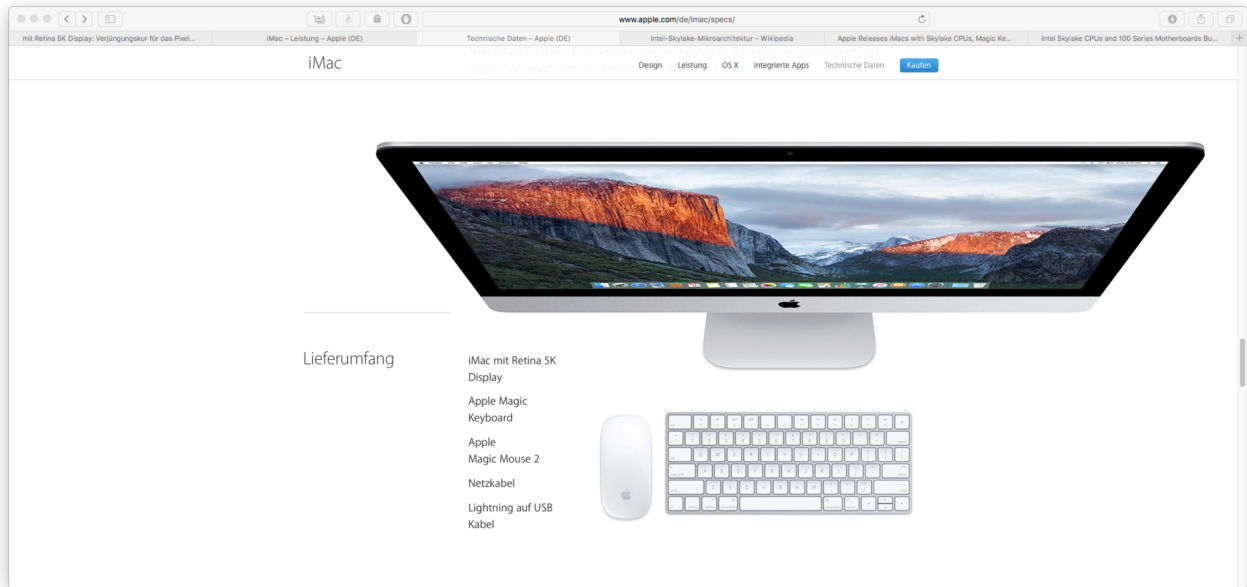 www.apple.com/de/imac/specs/
mit Retina 5K Display: Verjüngungskur für das Pixel...
iMac – Leistung – Apple (DE)
Technische Daten – Apple (DE)
Intel-Skylake-Mikroarchitektur – Wikipedia
Apple Releases iMacs with Skylake CPUs, Magic Ke...
Intel Skylake CPUs and 100 Series Motherboards Bu...
iMac
Design Leistung OS X Integrierte Apps Technische Daten Kaufen
Lieferumfang
iMac mit Retina 5K
Display
Apple Magic
Keyboard
Apple
Magic Mouse 2
Netzkabel
Lightning auf USB
Kabel